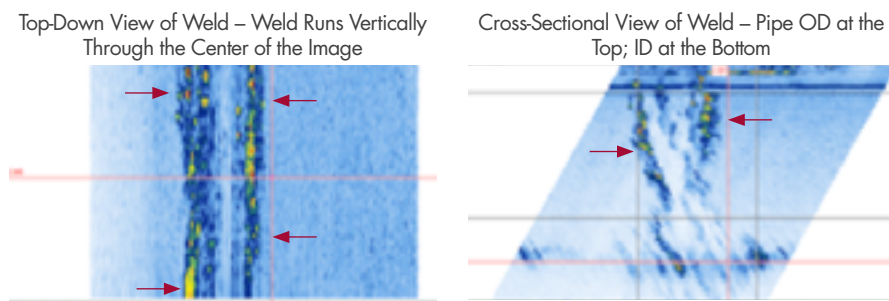 Top-Down View of Weld – Weld Runs Vertically
Through the Center of the Image
Cross-Sectional View of Weld – Pipe OD at the
Top; ID at the Bottom